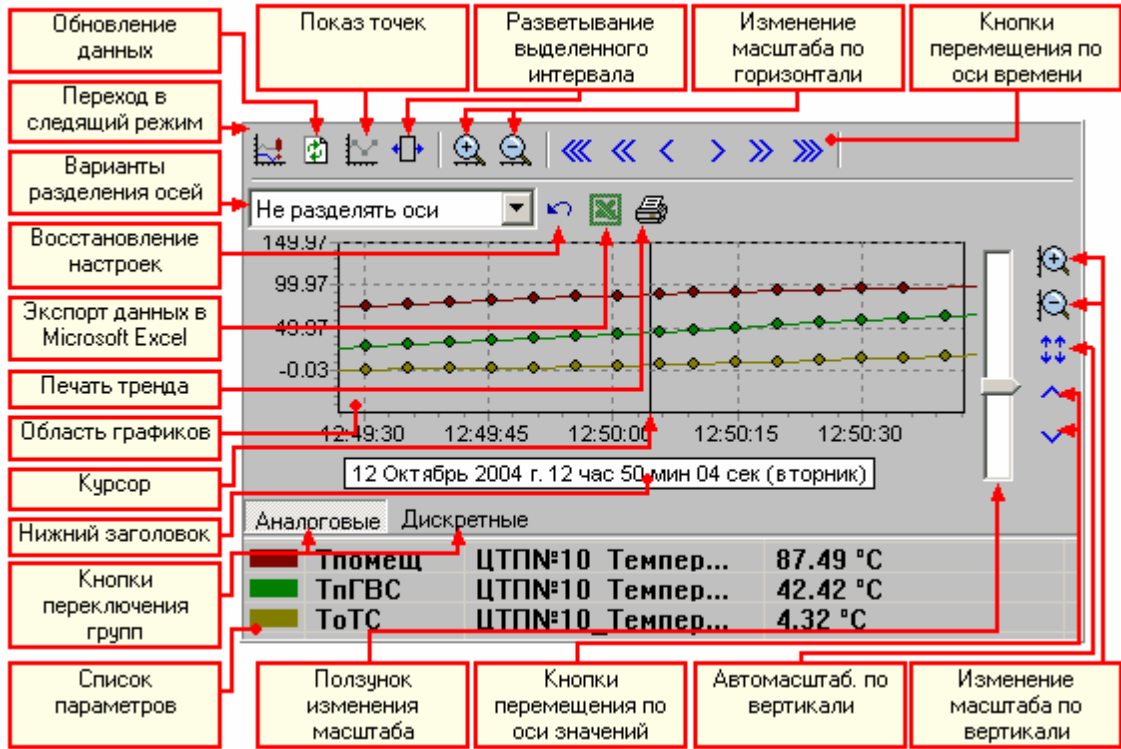 Обновление
данных
Показ точек
Разветывание
выделенного
интервала
Изменение
масштаба по
горизонтали
Кнопки
перемещения по
оси времени
Переход в
следящий режим
Варианты
разделения осей
Не разделять оси
Восстановление
настроек
Экспорт данных в
Microsoft Excel
Печать тренда
Область графиков
Курсор
Нижний заголовок
Кнопки
переключения
групп
Список
параметров
149.97
99.97
49.97
-0.03
12:49:30 12:49:45 12:50:00 12:50:15 12:50:30
12 Октябрь 2004 г. 12 час 50 мин 04 сек (вторник)
Аналоговые Дискретные
Тпомещ ЦТП№10_Темпер... 87.49 °C
ТпГВС ЦТП№10_Темпер... 42.42 °C
ТоТС ЦТП№10_Темпер... 4.32 °C
Ползунок
изменения
масштаба
Кнопки
перемещения по
оси значений
Автомасштаб. по
вертикали
Изменение
масштаба по
вертикали